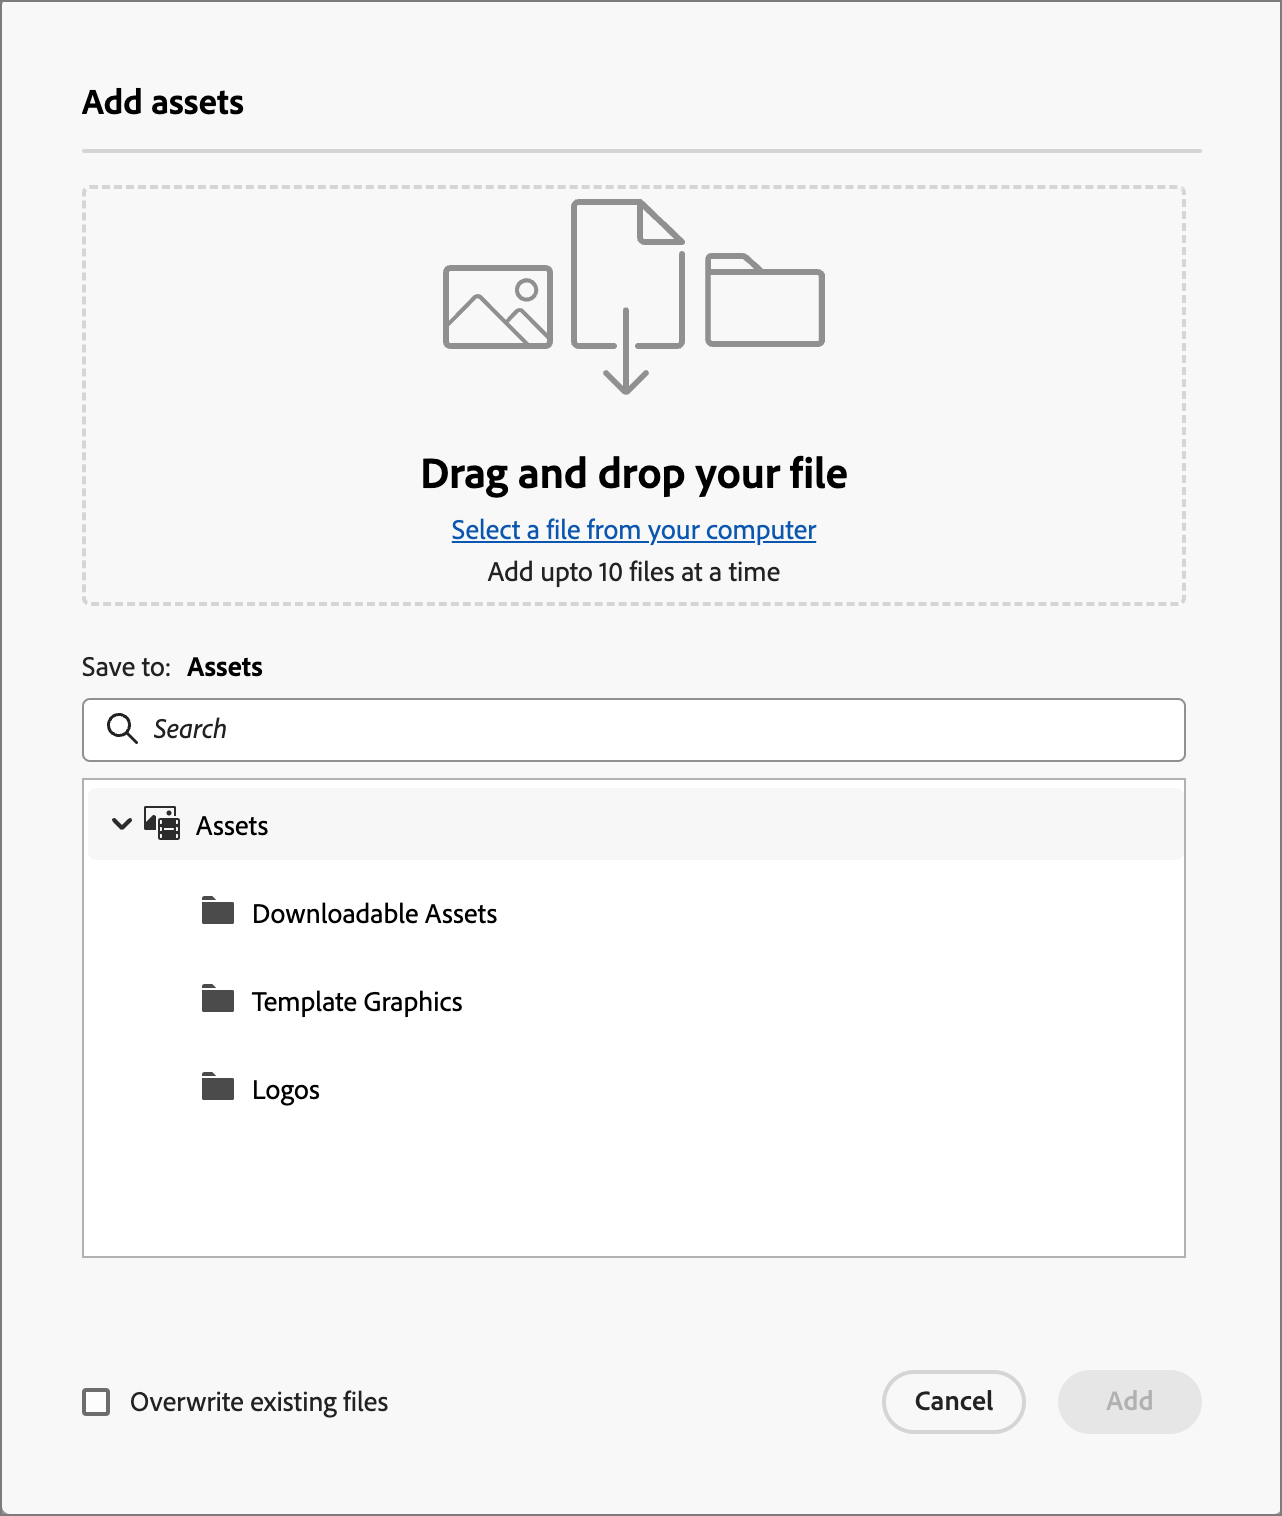 Add assets
Drag and drop your file
Select a file from your computer
Add upto 10 files at a time
Save to: Assets
Search
Assets
Downloadable Assets
Template Graphics
Logos
Overwrite existing files
Cancel
Add